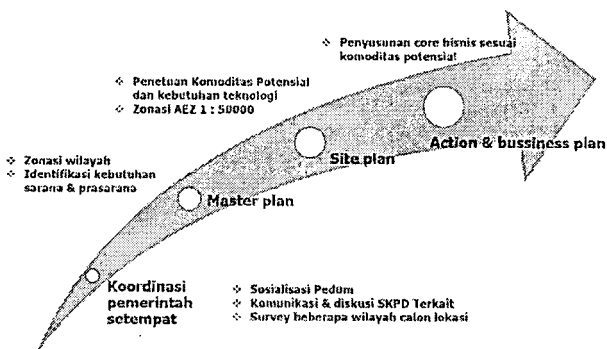 ❖ Penyusunan core bisnis sesuai
komoditas potensial
❖ Penetuan Komoditas Potensial
dan kebutuhan teknologi
❖ Zonasi AEZ 1 : 50000
Action & bussiness plan
Site plan
❖ Zonasi wilayah
❖ Identifikasi kebutuhan
sarana & prasarana
Master plan
Koordinasi
pemerintah
setempat
❖ Sosialisasi Pedum
❖ Komunikasi & diskusi SKPD Terkait
❖ Survey beberapa wilayah calon lokasi